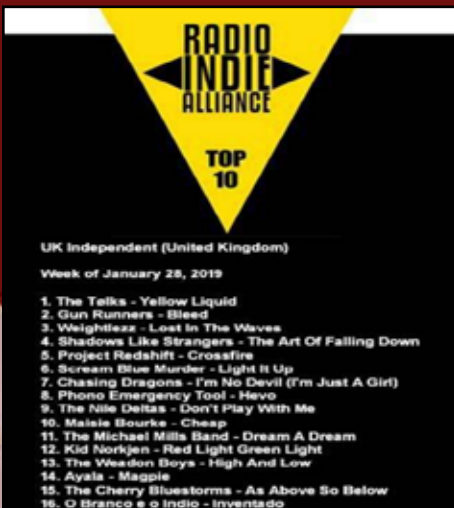 RADIO
INDIE
ALLIANCE
TOP
10
UK Independent (United Kingdom)
Week of January 28, 2019
1. The Tølks - Yellow Liquid
2. Gun Runners - Bleed
3. Weightlezz - Lost In The Waves
4. Shadows Like Strangers - The Art Of Falling Down
5. Project Redshift - Crossfire
6. Scream Blue Murder - Light It Up
7. Chasing Dragons - I'm No Devil (I'm Just A Girl)
8. Phono Emergency Tool - Hevo
9. The Nile Deltas - Don't Play With Me
10. Maisie Bourke - Cheap
11. The Michael Mills Band - Dream A Dream
12. Kid Norkjen - Red Light Green Light
13. The Weadon Boys - High And Low
14. Ayala - Magpie
15. The Cherry Bluestorms - As Above So Below
16. O Branco e o Indio - Inventado